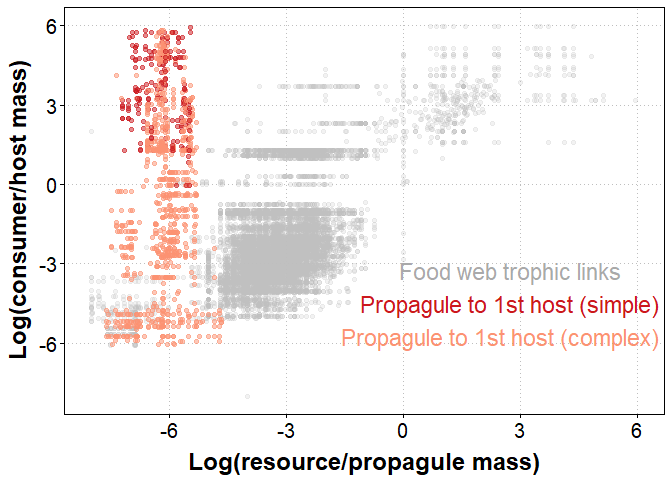 6
3
0
-3
-6
Log(consumer/host mass)
Food web trophic links
Propagule to 1st host (simple)
Propagule to 1st host (complex)
-6 -3 0 3 6
Log(resource/propagule mass)